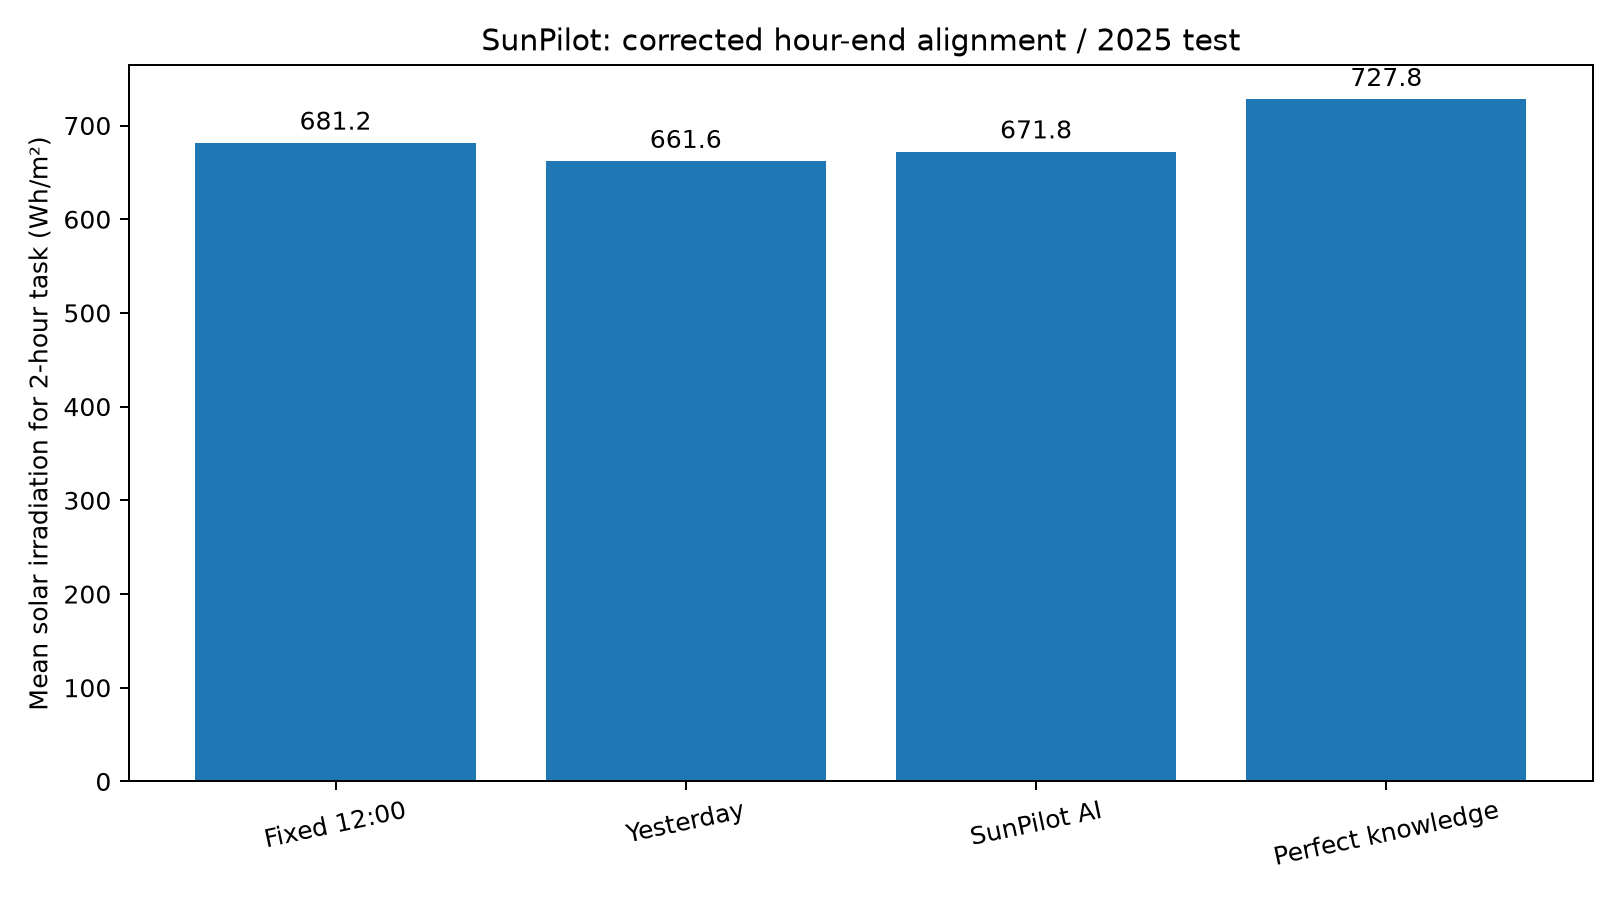 SunPilot: corrected hour-end alignment / 2025 test
Mean solar irradiation for 2-hour task (Wh/m²)
700
600
500
400
300
200
100
0
681.2
661.6
671.8
727.8
Fixed 12:00
Yesterday
SunPilot AI
Perfect knowledge